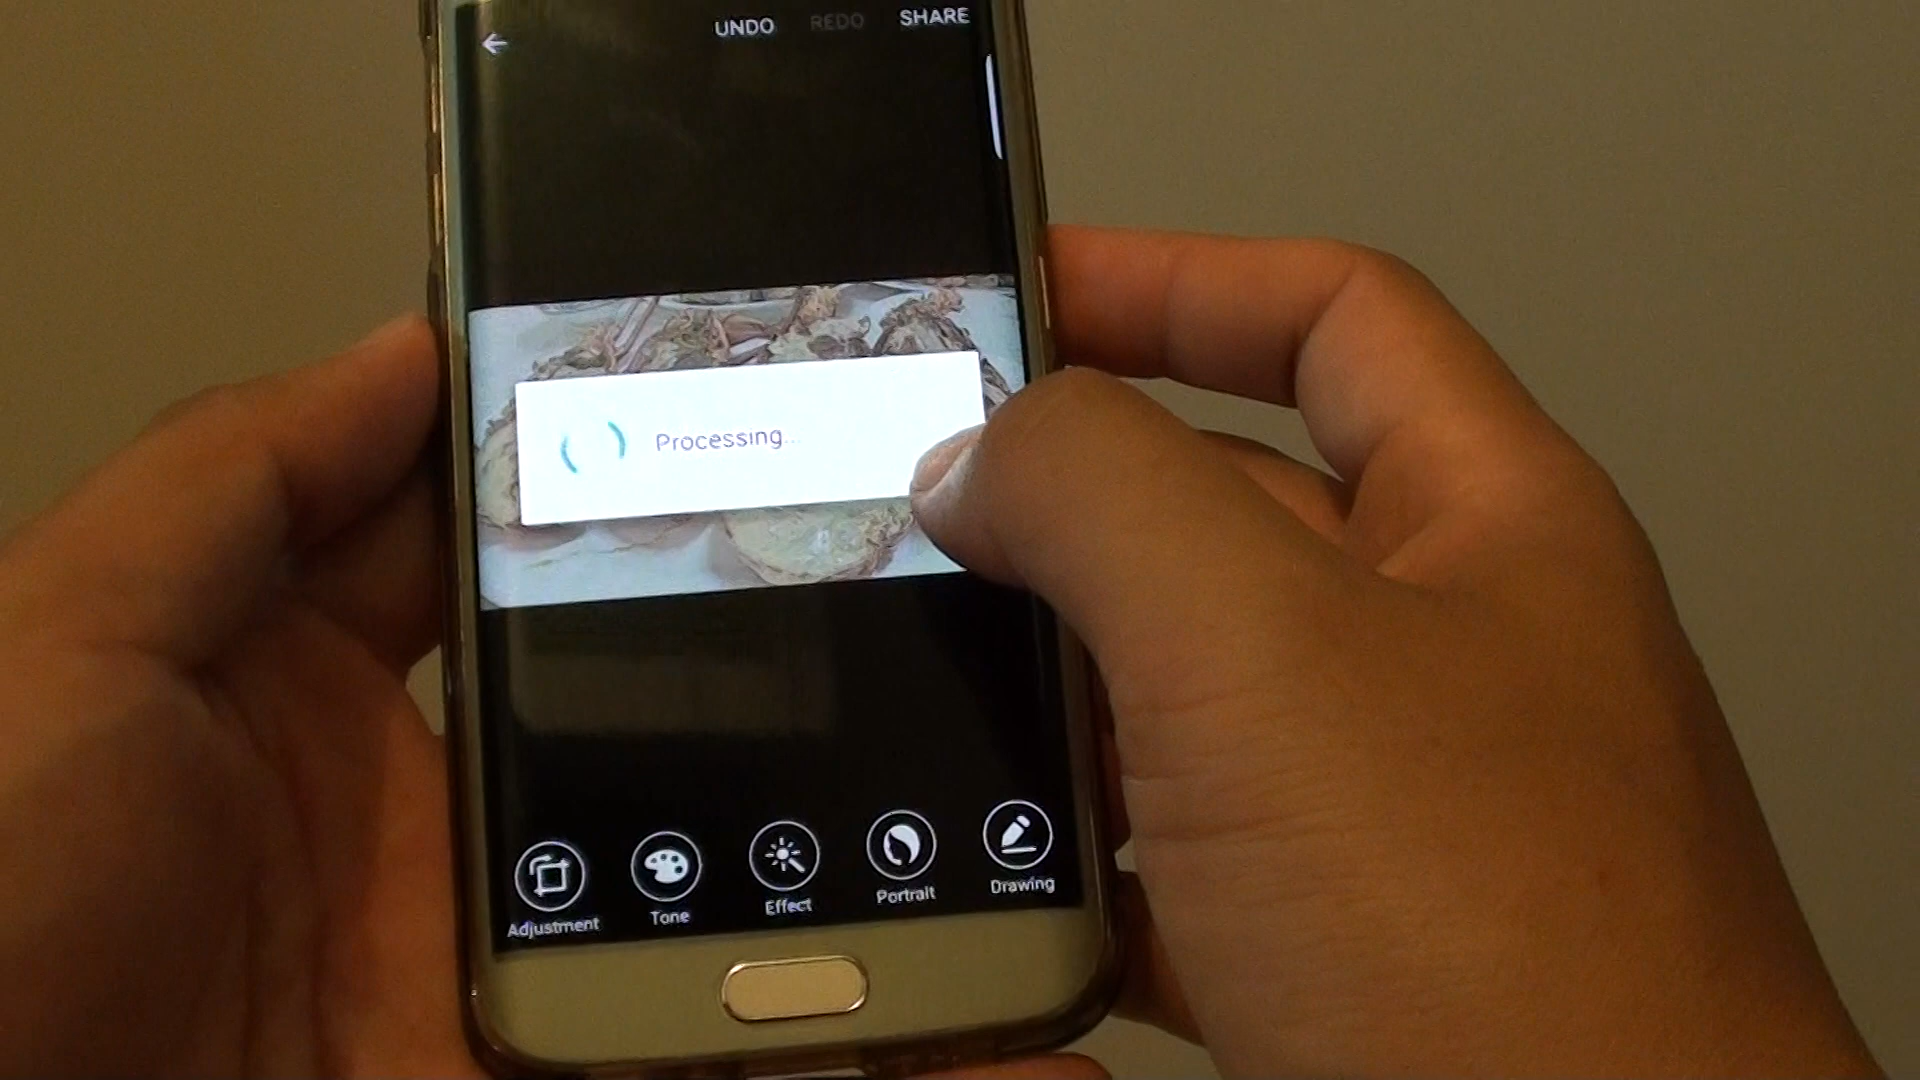 UNDO REDO SHARE
Processing...
Adjustment Tone Effect Portrait Drawing